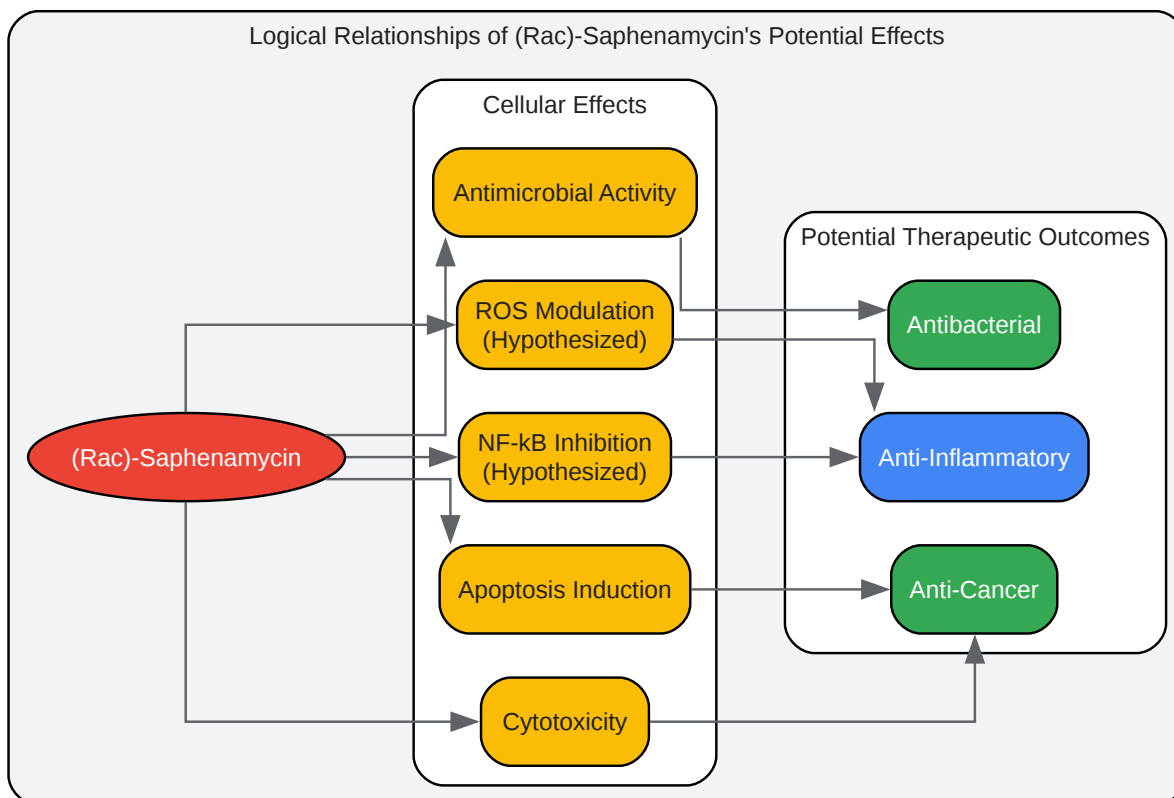 Logical Relationships of (Rac)-Saphenamycin's Potential Effects
Cellular Effects
Antimicrobial Activity
ROS Modulation
(Hypothesized)
NF-kB Inhibition
(Hypothesized)
Apoptosis Induction
Cytotoxicity
(Rac)-Saphenamycin
Potential Therapeutic Outcomes
Antibacterial
Anti-Inflammatory
Anti-Cancer